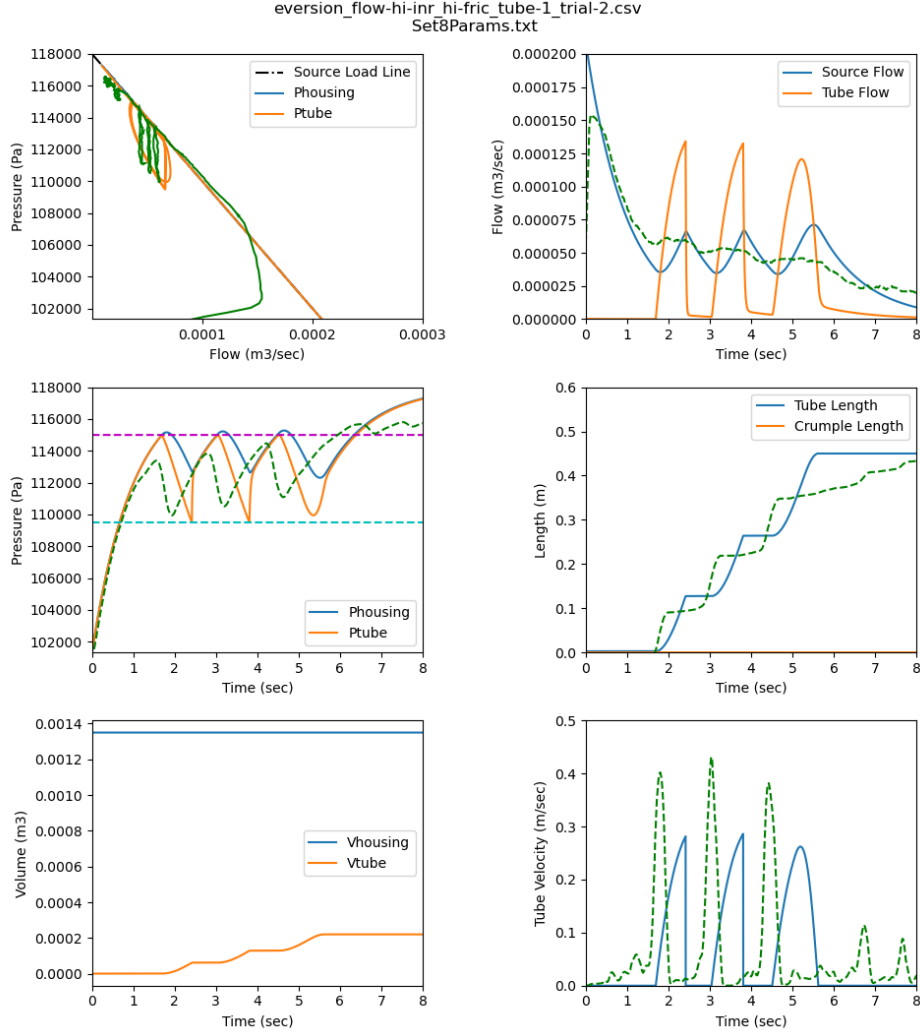 eversion_flow-hi-inr_hi-fric_tube-1_trial-2.csv
Set8Params.txt
118000
116000
114000
112000
110000
108000
106000
104000
102000
Pressure (Pa)
Source Load Line
Phousing
Ptube
0.0001
0.0002
0.0003
Flow (m3/sec)
0.000200
0.000175
0.000150
0.000125
0.000100
0.000075
0.000050
0.000025
0.000000
Flow (m3/sec)
Source Flow
Tube Flow
0 1 2 3 4 5 6 7 8
Time (sec)
118000
116000
114000
112000
110000
108000
106000
104000
102000
Pressure (Pa)
Phousing
Ptube
0 1 2 3 4 5 6 7 8
Time (sec)
0.6
0.5
0.4
0.3
0.2
0.1
0.0
Length (m)
Tube Length
Crumple Length
0 1 2 3 4 5 6 7 8
Time (sec)
0.0014
0.0012
0.0010
0.0008
0.0006
0.0004
0.0002
0.0000
Volume (m3)
Vhousing
Vtube
0 1 2 3 4 5 6 7 8
Time (sec)
0.5
0.4
0.3
0.2
0.1
0.0
Tube Velocity (m/sec)
0 1 2 3 4 5 6 7 8
Time (sec)